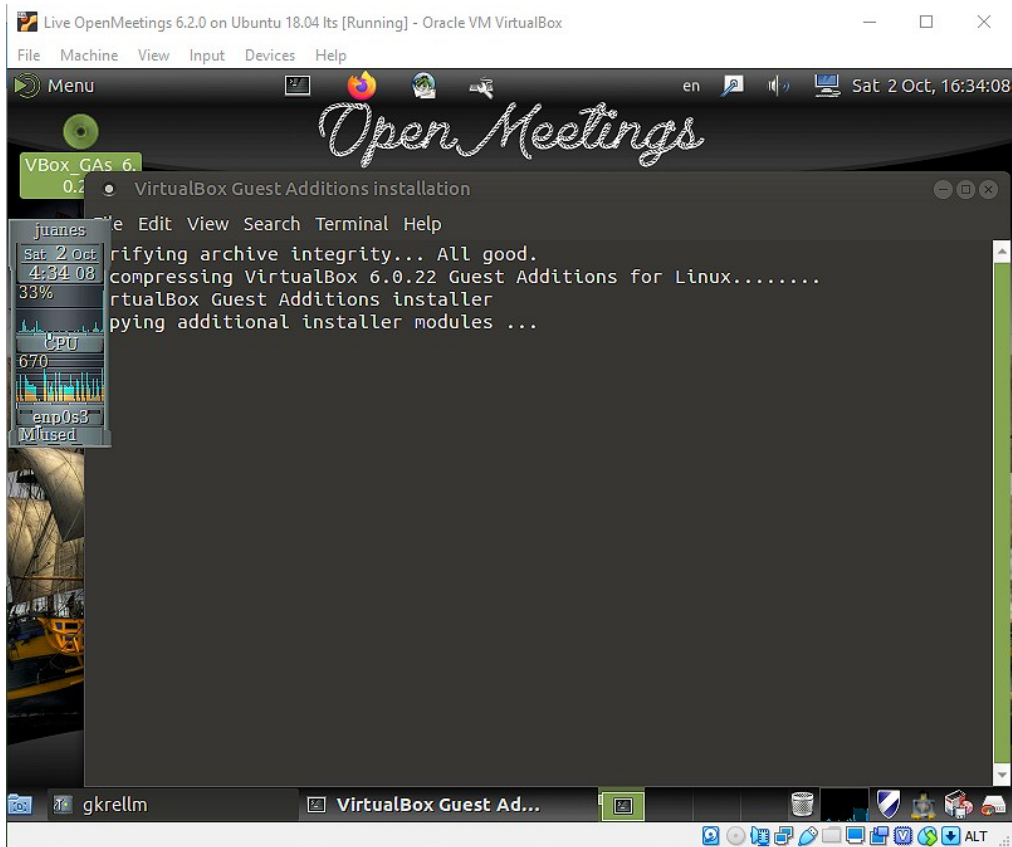 Live OpenMeetings 6.2.0 on Ubuntu 18.04 lts [Running] - Oracle VM VirtualBox
File Machine View Input Devices Help
Menu
en
Sat 2 Oct, 16:34:08
Open Meetings
VBox_GAs_6.
0.2
VirtualBox Guest Additions installation
le Edit View Search Terminal Help
juanes
Sat 2 Oct
4:34 08
33%
CPU
670
enp0s3
used
rifying archive integrity... All good.
compressing VirtualBox 6.0.22 Guest Additions for Linux........
rtualBox Guest Additions installer
pying additional installer modules ...
gkrellm
VirtualBox Guest Ad...
ALT